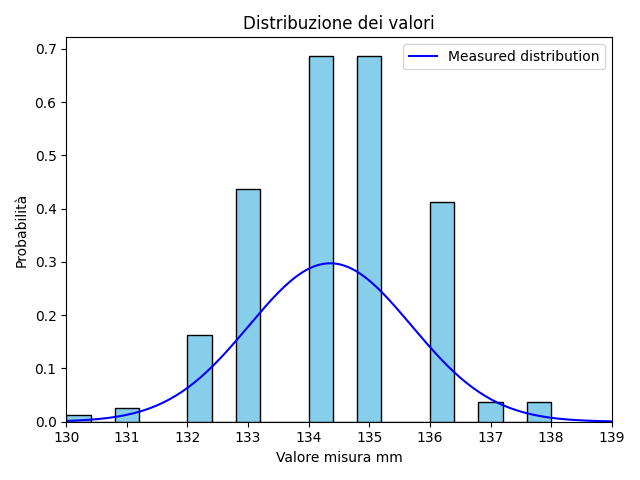 Distribuzione dei valori
Measured distribution
Probabilità
0.7
0.6
0.5
0.4
0.3
0.2
0.1
0.0
130 131 132 133 134 135 136 137 138 139
Valore misura mm